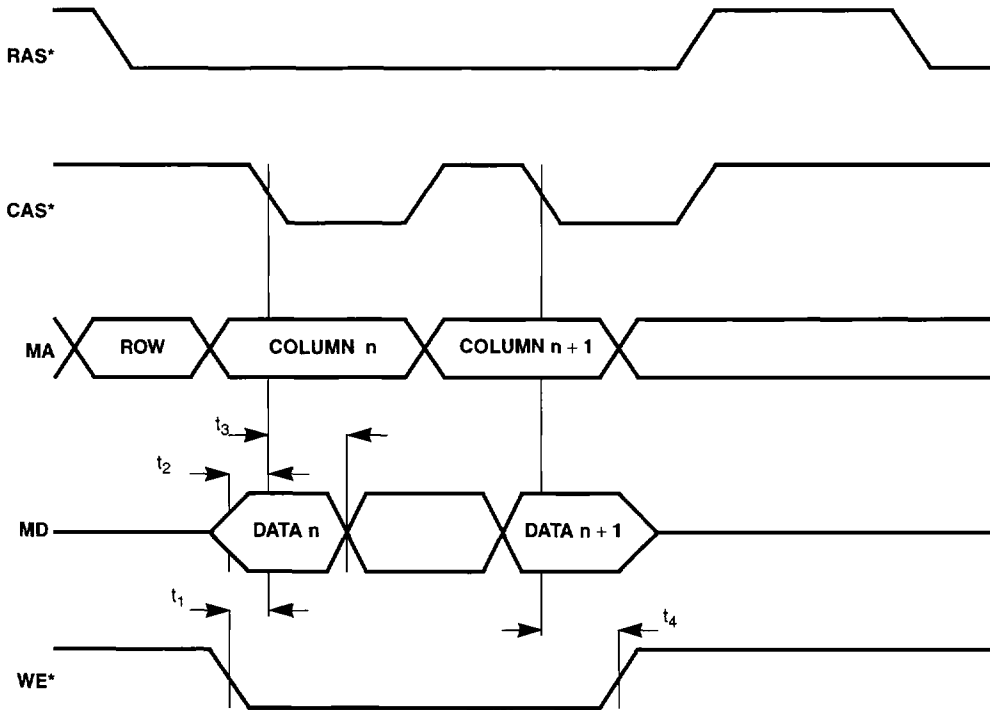 RAS*
CAS*
MA ROW COLUMN n COLUMN n + 1
t3
t2
MD DATA n DATA n + 1
t1
t4
WE*